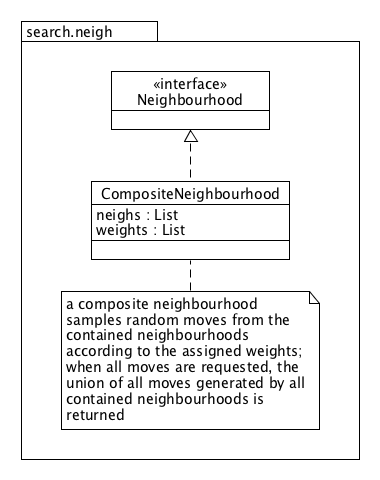 search.neigh
«interface»
Neighbourhood
CompositeNeighbourhood
neighs : List
weights : List
a composite neighbourhood
samples random moves from the
contained neighbourhoods
according to the assigned weights;
when all moves are requested, the
union of all moves generated by all
contained neighbourhoods is
returned